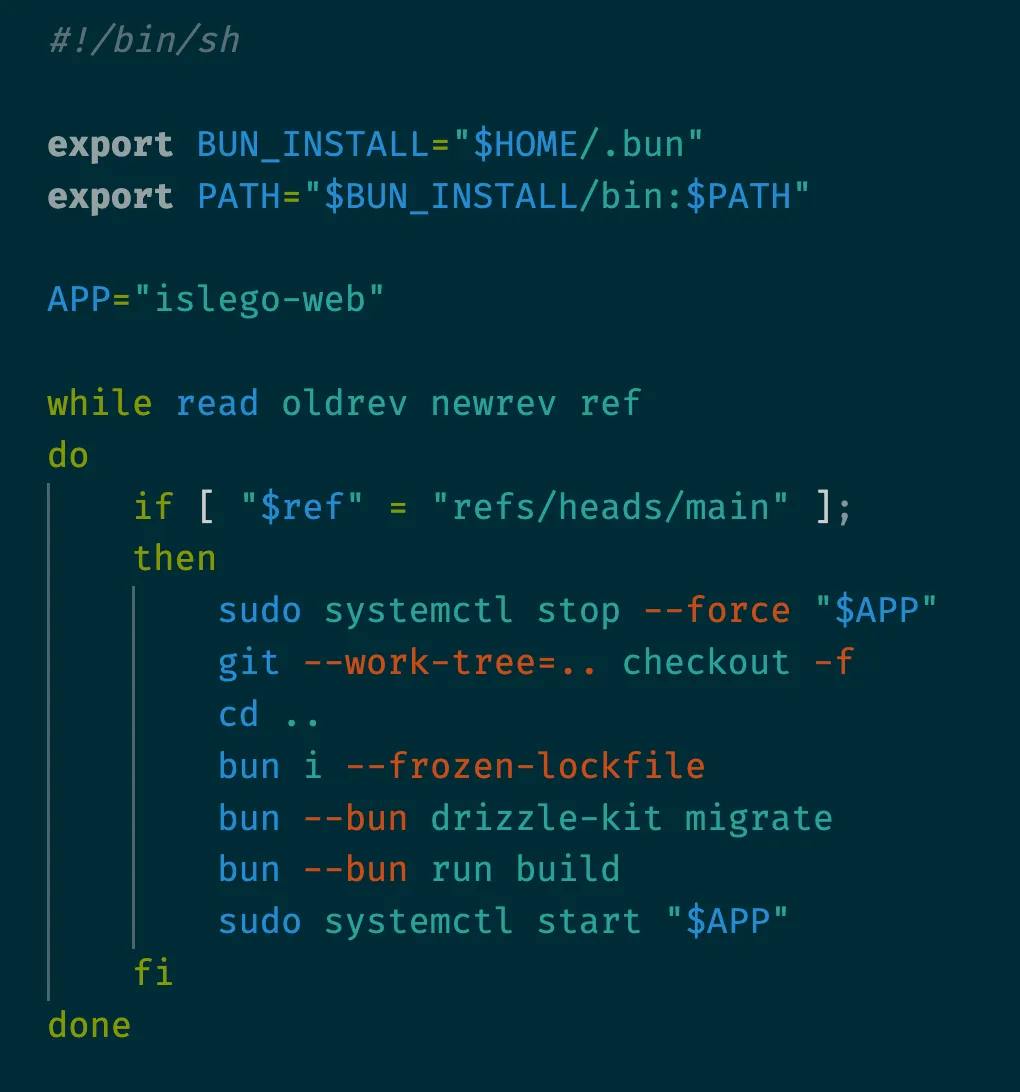 #!/bin/sh

export BUN_INSTALL="$HOME/.bun"
export PATH="$BUN_INSTALL/bin:$PATH"

APP="islego-web"

while read oldrev newrev ref
do
    if [ "$ref" = "refs/heads/main" ];
    then
        sudo systemctl stop --force "$APP"
        git --work-tree=.. checkout -f
        cd ..
        bun i --frozen-lockfile
        bun --bun drizzle-kit migrate
        bun --bun run build
        sudo systemctl start "$APP"
    fi
done